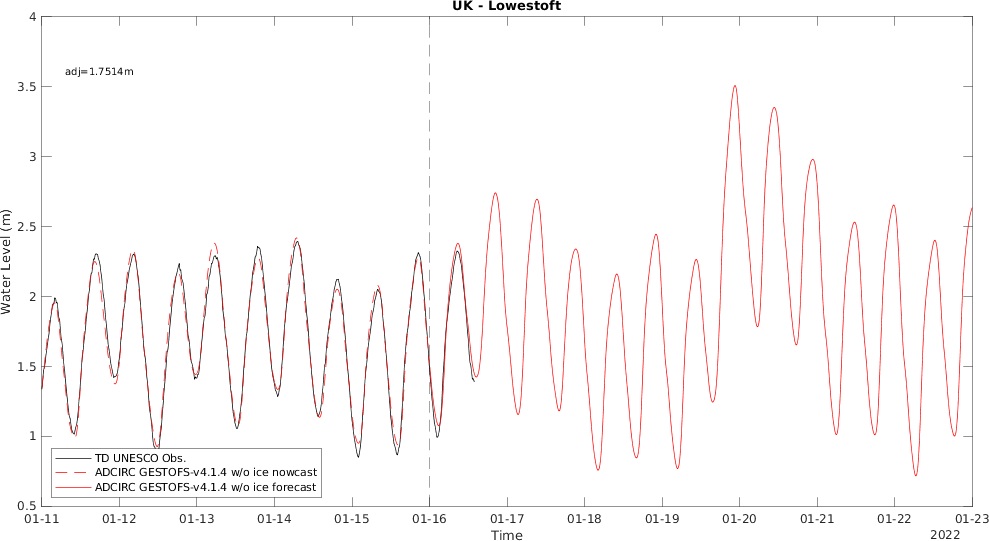 UK - Lowestoft
4
3.5
3
2.5
2
1.5
1
0.5
Water Level (m)
adj=1.7514m
TD UNESCO Obs.
ADCIRC GESTOFS-v4.1.4 w/o ice nowcast
ADCIRC GESTOFS-v4.1.4 w/o ice forecast
01-11 01-12 01-13 01-14 01-15 01-16 01-17 01-18 01-19 01-20 01-21 01-22 01-23
Time
2022